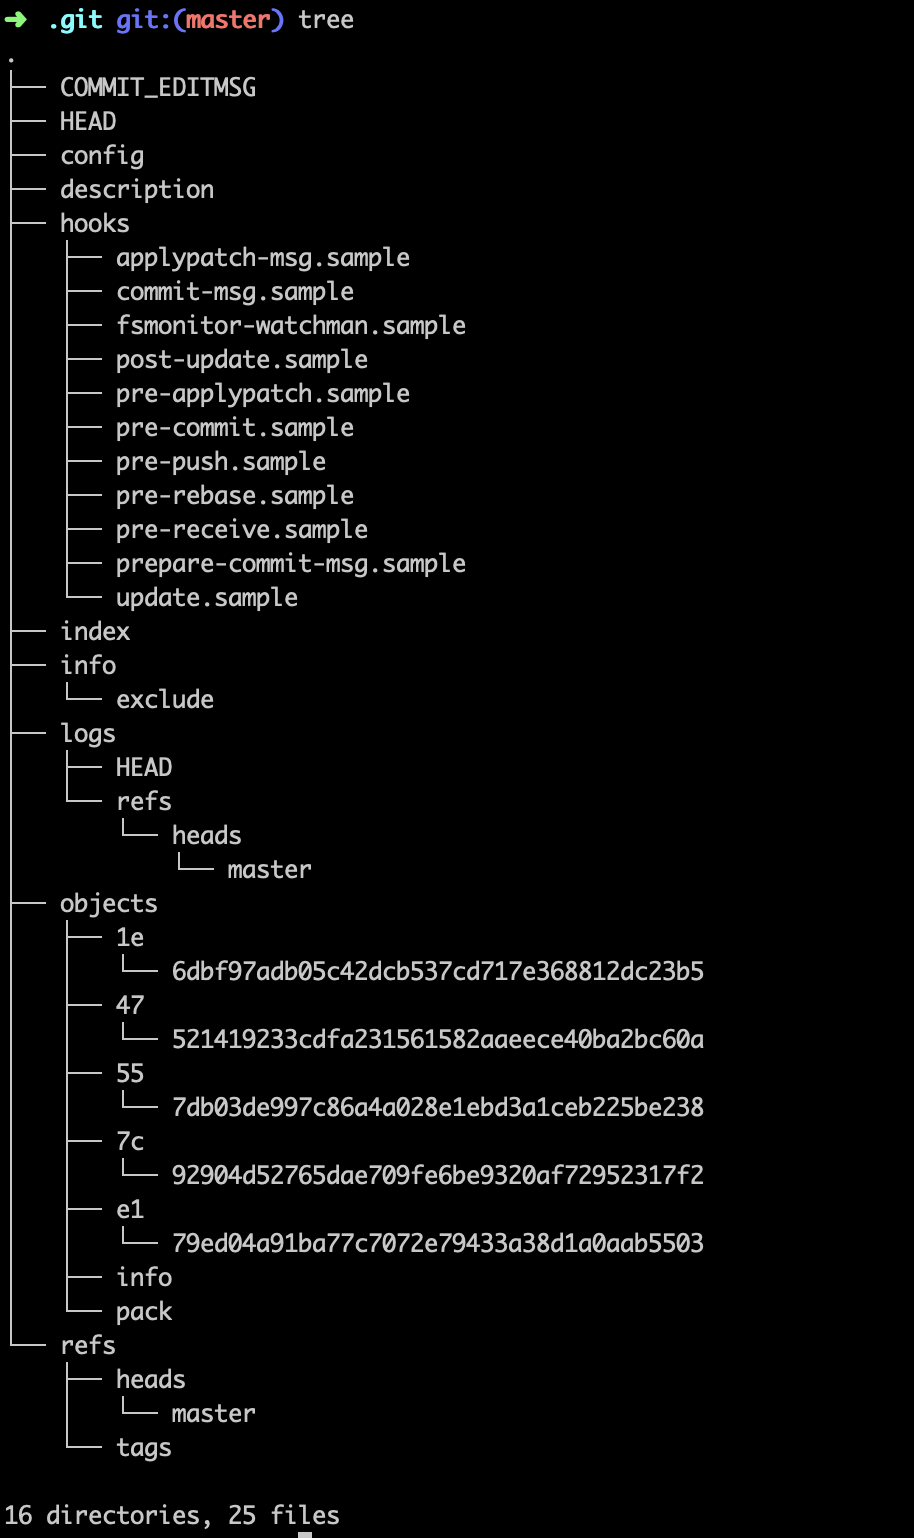 ➜ .git git:(master) tree
.
├── COMMIT_EDITMSG
├── HEAD
├── config
├── description
├── hooks
│   ├── applypatch-msg.sample
│   ├── commit-msg.sample
│   ├── fsmonitor-watchman.sample
│   ├── post-update.sample
│   ├── pre-applypatch.sample
│   ├── pre-commit.sample
│   ├── pre-push.sample
│   ├── pre-rebase.sample
│   ├── pre-receive.sample
│   ├── prepare-commit-msg.sample
│   └── update.sample
├── index
├── info
│   └── exclude
├── logs
│   ├── HEAD
│   └── refs
│       └── heads
│           └── master
├── objects
│   ├── 1e
│   │   └── 6dbf97adb05c42dcb537cd717e368812dc23b5
│   ├── 47
│   │   └── 521419233cdfa231561582aaeece40ba2bc60a
│   ├── 55
│   │   └── 7db03de997c86a4a028e1ebd3a1ceb225be238
│   ├── 7c
│   │   └── 92904d52765dae709fe6be9320af72952317f2
│   ├── e1
│   │   └── 79ed04a91ba77c7072e79433a38d1a0aab5503
│   ├── info
│   └── pack
└── refs
    ├── heads
    │   └── master
    └── tags
16 directories, 25 files